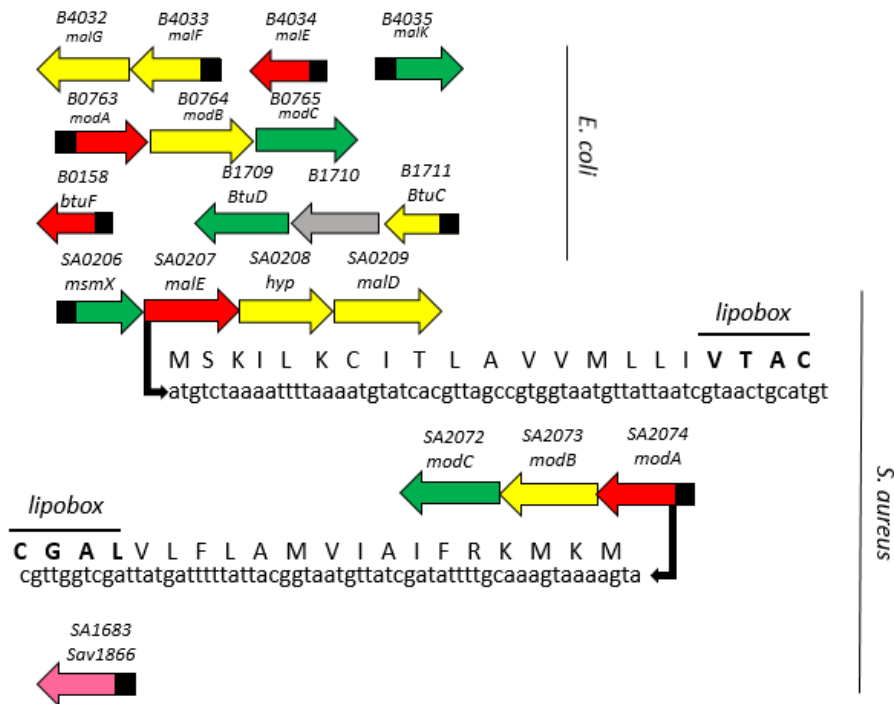 B4032 B4033 B4034 B4035
malG malF malE malK
B0763 B0764 B0765
modA modB modC
B0158 B1709 B1710 B1711
btuF BtuD BtuC
E. coli
SA0206 SA0207 SA0208 SA0209
msmX malE hyp malD
lipobox
M S K I L K C I T L A V V M L L I V T A C
atgtctaaaattttaaaatgtatcacgttagccgtggtaatgttattaatcgtaactgcatgt
SA2072 SA2073 SA2074
modC modB modA
S. aureus
lipobox
C G A L V L F L A M V I A I F R K M K M
cgttggtcgattatgatttttattacggtaatgttatcgatattttgcaaagtaaaagta
SA1683
Sav1866